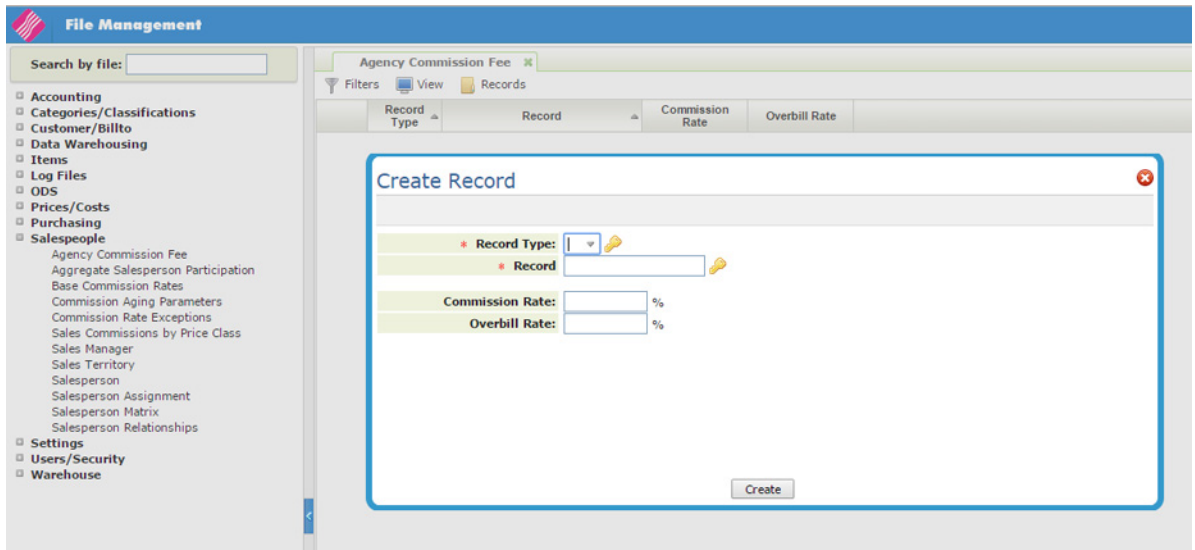 File Management
Search by file:
Accounting
Categories/Classifications
Customer/Billto
Data Warehousing
Items
Log Files
ODS
Prices/Costs
Purchasing
Salespeople
Agency Commission Fee
Aggregate Salesperson Participation
Base Commission Rates
Commission Aging Parameters
Commission Rate Exceptions
Sales Commissions by Price Class
Sales Manager
Sales Territory
Salesperson
Salesperson Assignment
Salesperson Matrix
Salesperson Relationships
Settings
Users/Security
Warehouse
Agency Commission Fee
Filters View Records
Record Type Record Commission Rate Overbill Rate
Create Record
* Record Type:
* Record
Commission Rate: %
Overbill Rate: %
Create